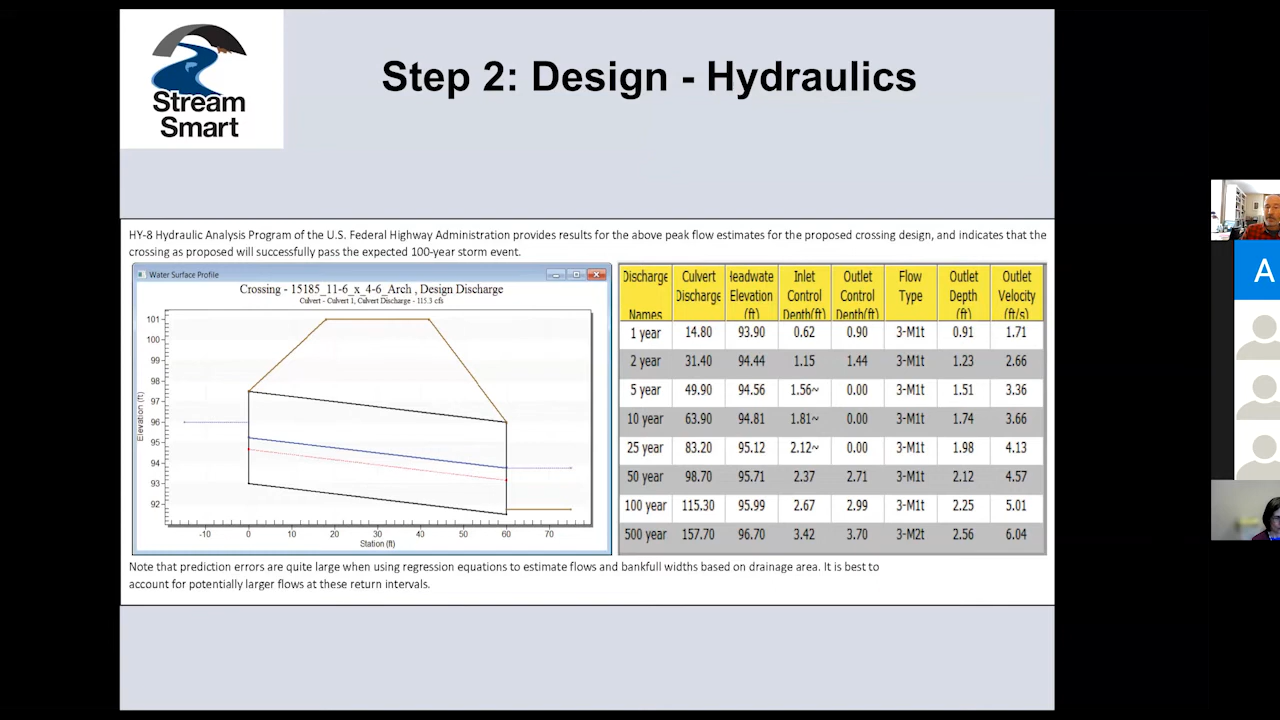 Stream
Smart
Step 2: Design - Hydraulics
HY-8 Hydraulic Analysis Program of the U.S. Federal Highway Administration provides results for the above peak flow estimates for the proposed crossing design, and indicates that the
crossing as proposed will successfully pass the expected 100-year storm event.
Water Surface Profile
Crossing - 15185_11-6_x_4-6_Arch , Design Discharge
Culvert - Culvert 1, Culvert Discharge - 115.3 cfs
Elevation (ft)
101
100
99
98
97
96
95
94
93
92
-10 0 10 20 30 40 50 60 70
Station (ft)
Discharge Culvert Headwate Inlet Outlet Flow Outlet Outlet
Discharge Elevation Control Control Type Depth Velocity
Names (ft) Depth(ft) Depth(ft) (ft) (ft/s)
1 year 14.80 93.90 0.62 0.90 3-M1t 0.91 1.71
2 year 31.40 94.44 1.15 1.44 3-M1t 1.23 2.66
5 year 49.90 94.56 1.56~ 0.00 3-M1t 1.51 3.36
10 year 63.90 94.81 1.81~ 0.00 3-M1t 1.74 3.66
25 year 83.20 95.12 2.12~ 0.00 3-M1t 1.98 4.13
50 year 98.70 95.71 2.37 2.71 3-M1t 2.12 4.57
100 year 115.30 95.99 2.67 2.99 3-M1t 2.25 5.01
500 year 157.70 96.70 3.42 3.70 3-M2t 2.56 6.04
Note that prediction errors are quite large when using regression equations to estimate flows and bankfull widths based on drainage area. It is best to
account for potentially larger flows at these return intervals.
A